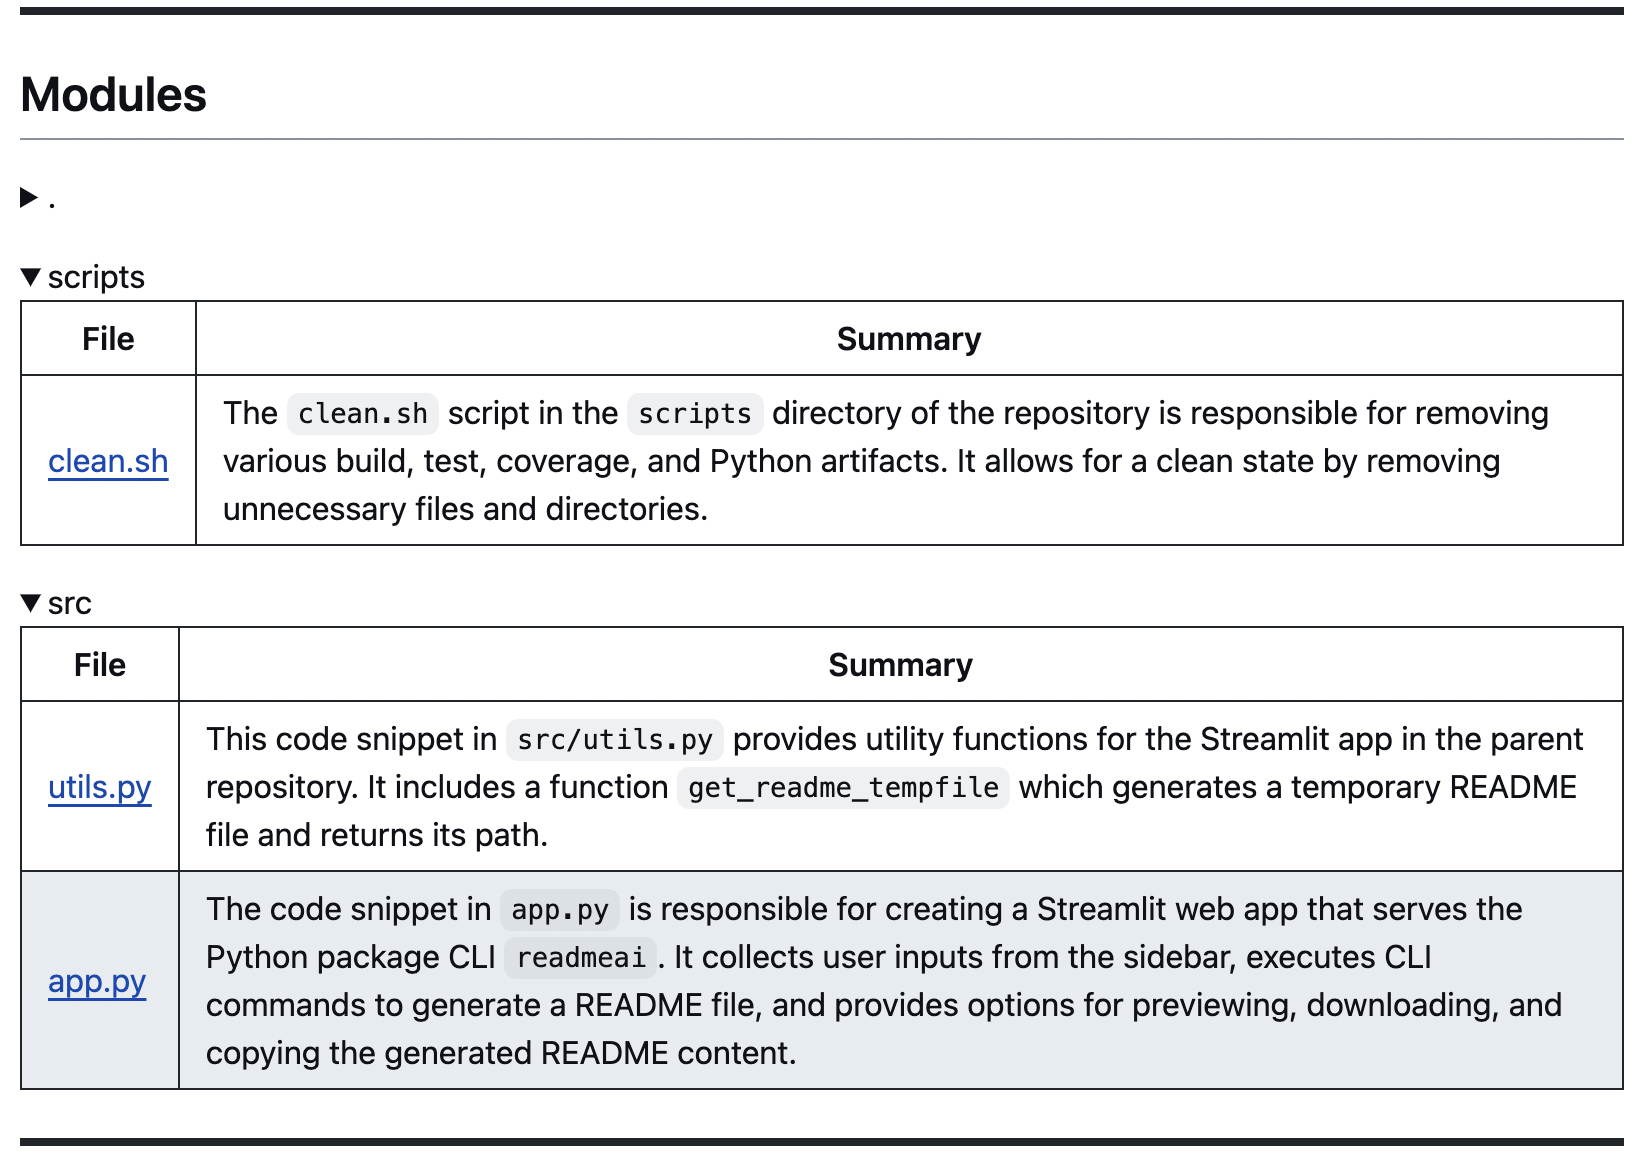 Modules
▶ .
▼ scripts
File Summary
clean.sh
The clean.sh script in the scripts directory of the repository is responsible for removing
various build, test, coverage, and Python artifacts. It allows for a clean state by removing
unnecessary files and directories.
▼ src
File Summary
utils.py
This code snippet in src/utils.py provides utility functions for the Streamlit app in the parent
repository. It includes a function get_readme_tempfile which generates a temporary README
file and returns its path.
app.py
The code snippet in app.py is responsible for creating a Streamlit web app that serves the
Python package CLI readmeai. It collects user inputs from the sidebar, executes CLI
commands to generate a README file, and provides options for previewing, downloading, and
copying the generated README content.